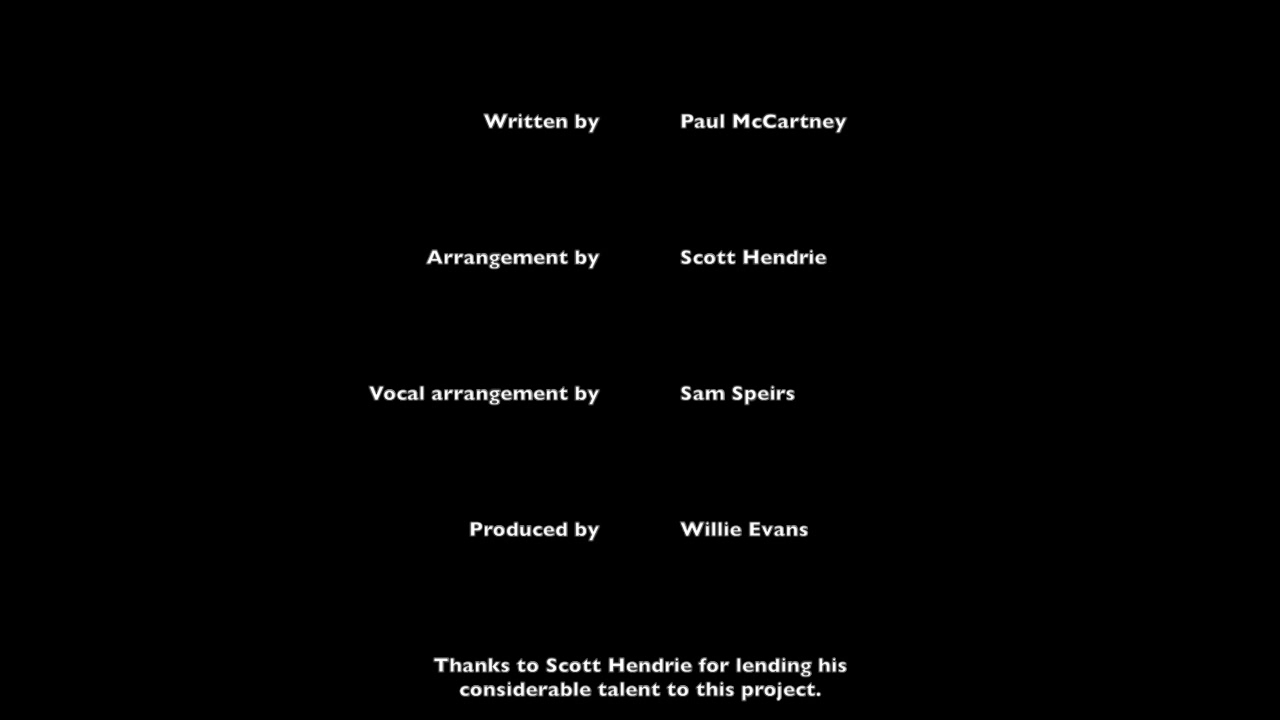 Written by Paul McCartney
Arrangement by Scott Hendrie
Vocal arrangement by Sam Speirs
Produced by Willie Evans
Thanks to Scott Hendrie for lending his
considerable talent to this project.